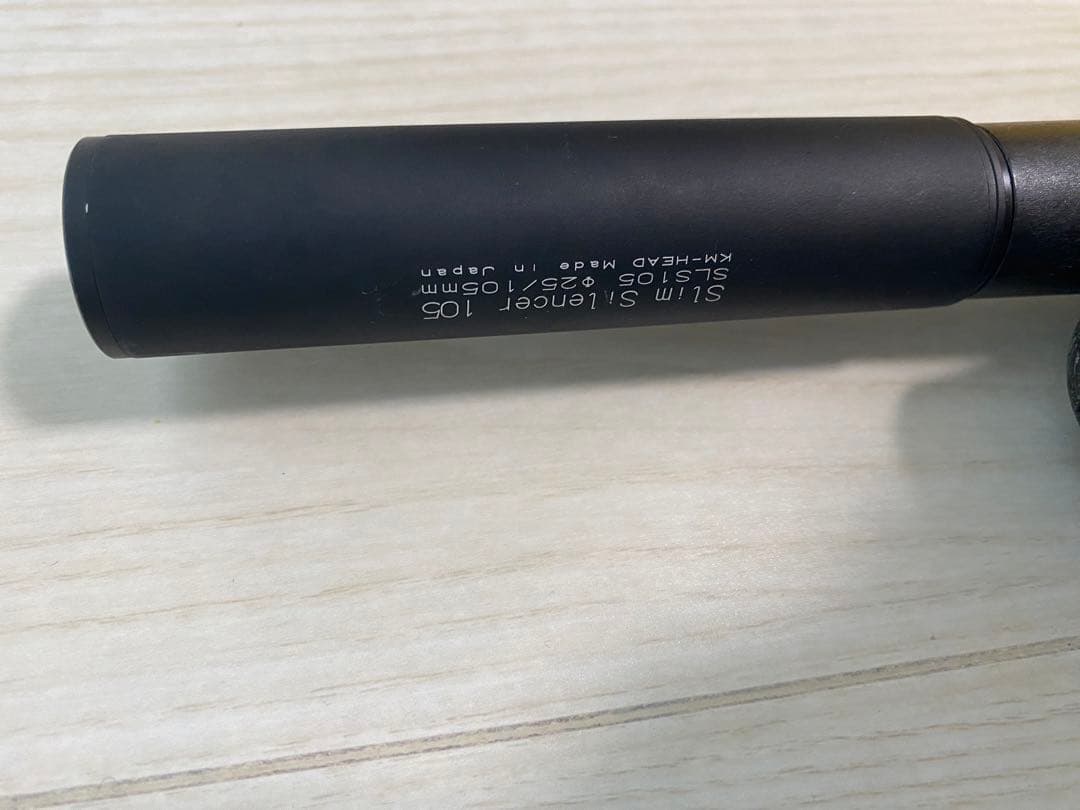 Slim Silencer 105
SLS105 Φ25/105mm
KM-HEAD Made in Japan